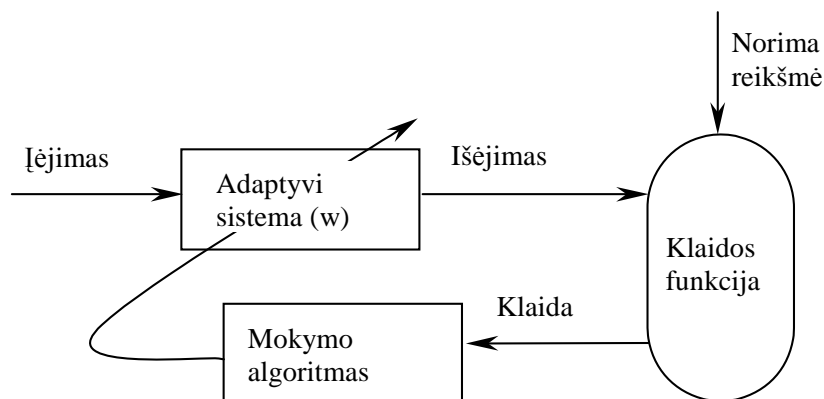 Norima
reikšmė
Įėjimas
Adaptyvi
sistema (w)
Išėjimas
Klaidos
funkcija
Klaida
Mokymo
algoritmas